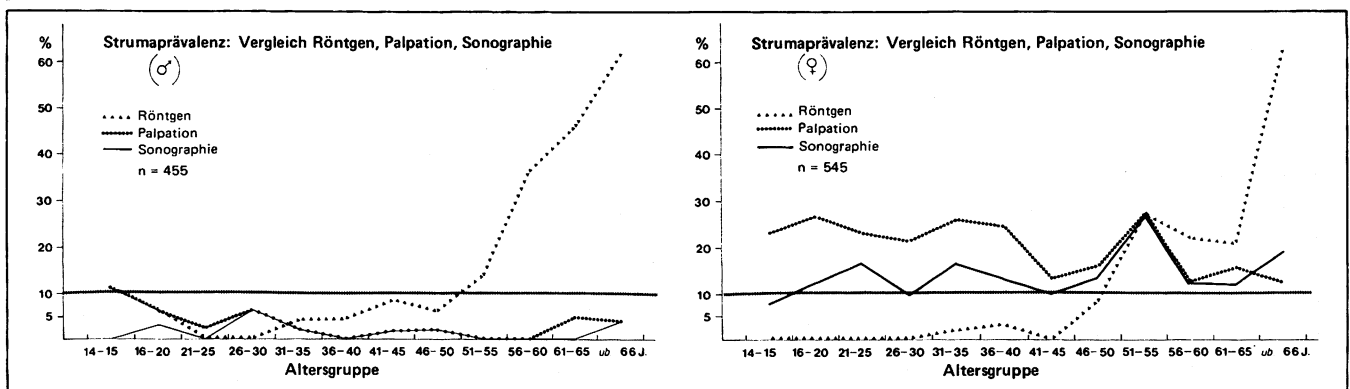 % Strumaprävalenz: Vergleich Röntgen, Palpation, Sonographie
(♂)
60
50
40
30
20
10
5
Röntgen
Palpation
Sonographie
n = 455
14–15 16–20 21–25 26–30 31–35 36–40 41–45 46–50 51–55 56–60 61–65 ub 66 J.
Altersgruppe
% Strumaprävalenz: Vergleich Röntgen, Palpation, Sonographie
(♀)
60
50
40
30
20
10
5
Röntgen
Palpation
Sonographie
n = 545
14–15 16–20 21–25 26–30 31–35 36–40 41–45 46–50 51–55 56–60 61–65 ub 66 J.
Altersgruppe